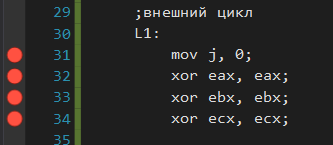 29 ;внешний цикл
30 L1:
31 mov j, 0;
32 xor eax, eax;
33 xor ebx, ebx;
34 xor ecx, ecx;
35